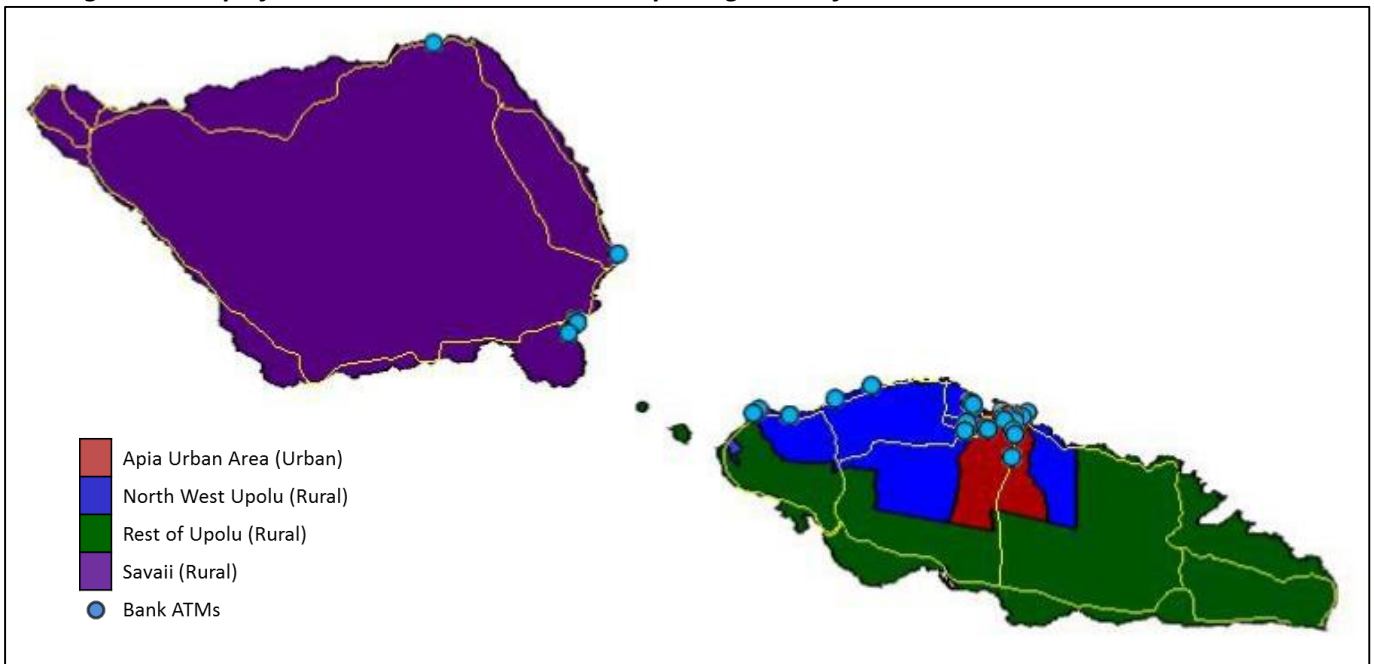 Apia Urban Area (Urban)
North West Upolu (Rural)
Rest of Upolu (Rural)
Savaii (Rural)
Bank ATMs